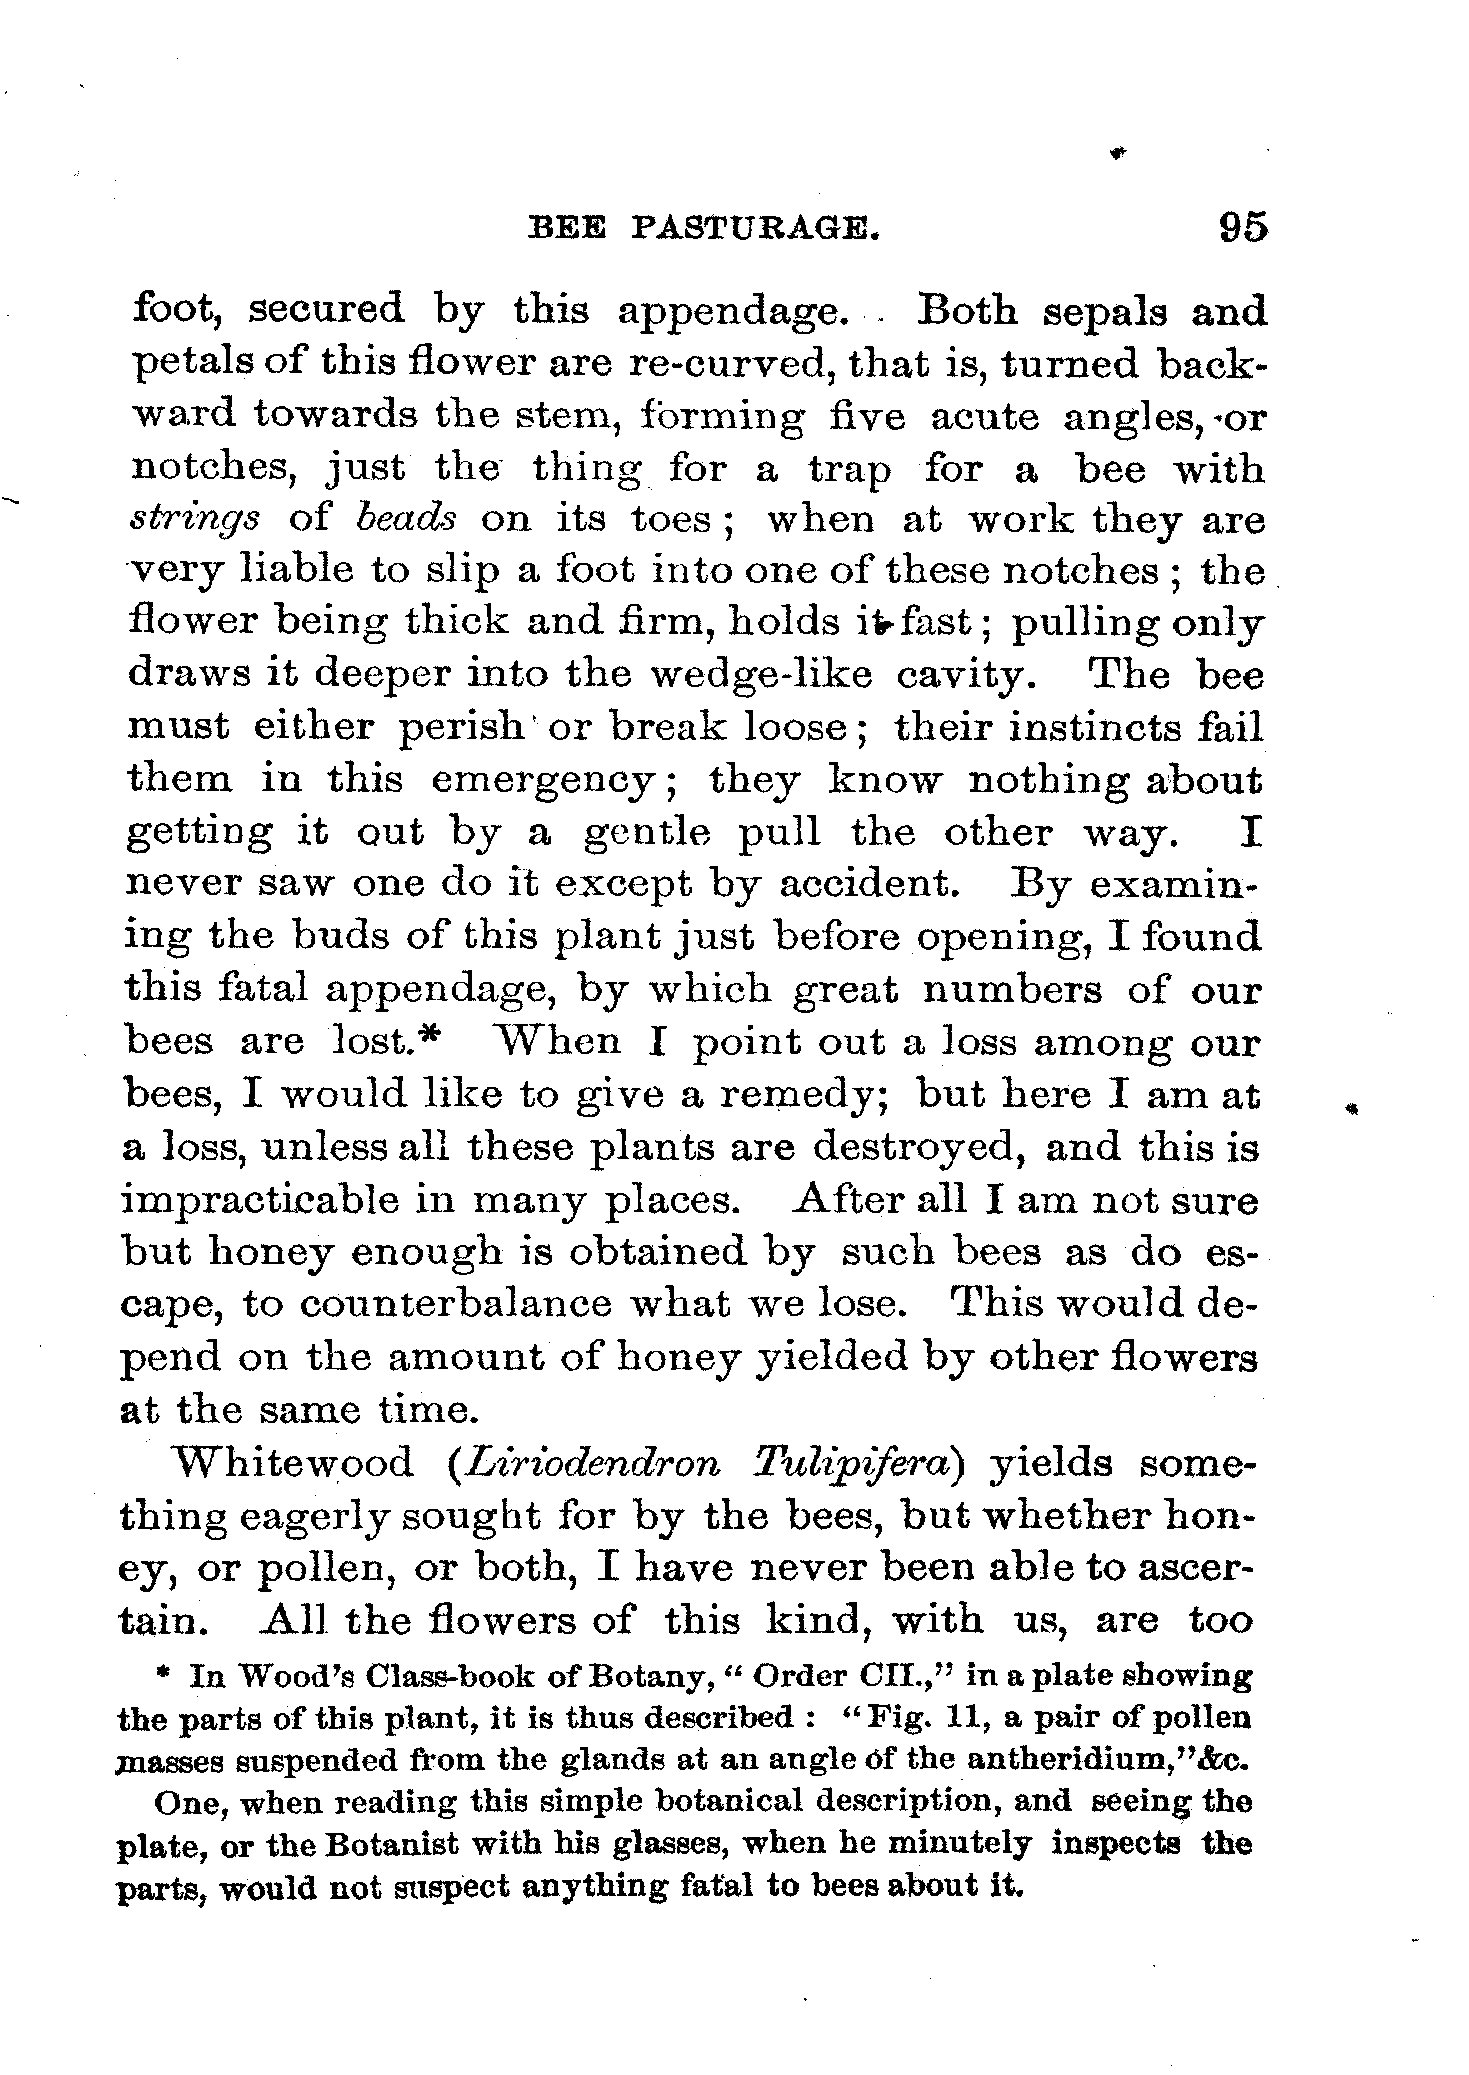 BEE PASTURAGE. 95
foot, secured by this appendage. Both sepals and
petals of this flower are re-curved, that is, turned back-
ward towards the stem, forming five acute angles, or
notches, just the thing for a trap for a bee with
strings of beads on its toes; when at work they are
very liable to slip a foot into one of these notches; the
flower being thick and firm, holds it fast; pulling only
draws it deeper into the wedge-like cavity. The bee
must either perish or break loose; their instincts fail
them in this emergency; they know nothing about
getting it out by a gentle pull the other way. I
never saw one do it except by accident. By examin-
ing the buds of this plant just before opening, I found
this fatal appendage, by which great numbers of our
bees are lost.* When I point out a loss among our
bees, I would like to give a remedy; but here I am at
a loss, unless all these plants are destroyed, and this is
impracticable in many places. After all I am not sure
but honey enough is obtained by such bees as do es-
cape, to counterbalance what we lose. This would de-
pend on the amount of honey yielded by other flowers
at the same time.
Whitewood (Liriodendron Tulipifera) yields some-
thing eagerly sought for by the bees, but whether hon-
ey, or pollen, or both, I have never been able to ascer-
tain. All the flowers of this kind, with us, are too
* In Wood's Class-book of Botany, "Order CII.," in a plate showing
the parts of this plant, it is thus described: "Fig. 11, a pair of pollen
masses suspended from the glands at an angle of the antheridium,"&c.
One, when reading this simple botanical description, and seeing the
plate, or the Botanist with his glasses, when he minutely inspects the
parts, would not suspect anything fatal to bees about it.